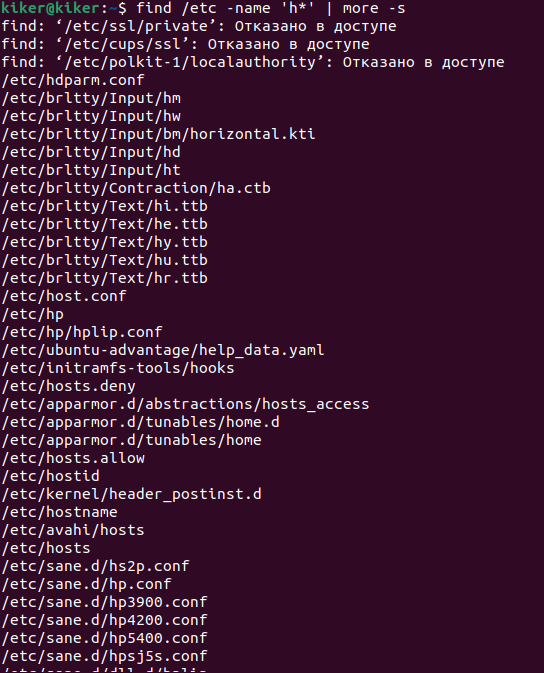 kiker@kiker:~$ find /etc -name 'h*' | more -s
find: ‘/etc/ssl/private’: Отказано в доступе
find: ‘/etc/cups/ssl’: Отказано в доступе
find: ‘/etc/polkit-1/localauthority’: Отказано в доступе
/etc/hdparm.conf
/etc/brltty/Input/hm
/etc/brltty/Input/hw
/etc/brltty/Input/bm/horizontal.kti
/etc/brltty/Input/hd
/etc/brltty/Input/ht
/etc/brltty/Contraction/ha.ctb
/etc/brltty/Text/hi.ttb
/etc/brltty/Text/he.ttb
/etc/brltty/Text/hy.ttb
/etc/brltty/Text/hu.ttb
/etc/brltty/Text/hr.ttb
/etc/host.conf
/etc/hp
/etc/hp/hplip.conf
/etc/ubuntu-advantage/help_data.yaml
/etc/initramfs-tools/hooks
/etc/hosts.deny
/etc/apparmor.d/abstractions/hosts_access
/etc/apparmor.d/tunables/home.d
/etc/apparmor.d/tunables/home
/etc/hosts.allow
/etc/hostid
/etc/kernel/header_postinst.d
/etc/hostname
/etc/avahi/hosts
/etc/hosts
/etc/sane.d/hs2p.conf
/etc/sane.d/hp.conf
/etc/sane.d/hp3900.conf
/etc/sane.d/hp4200.conf
/etc/sane.d/hp5400.conf
/etc/sane.d/hpsj5s.conf